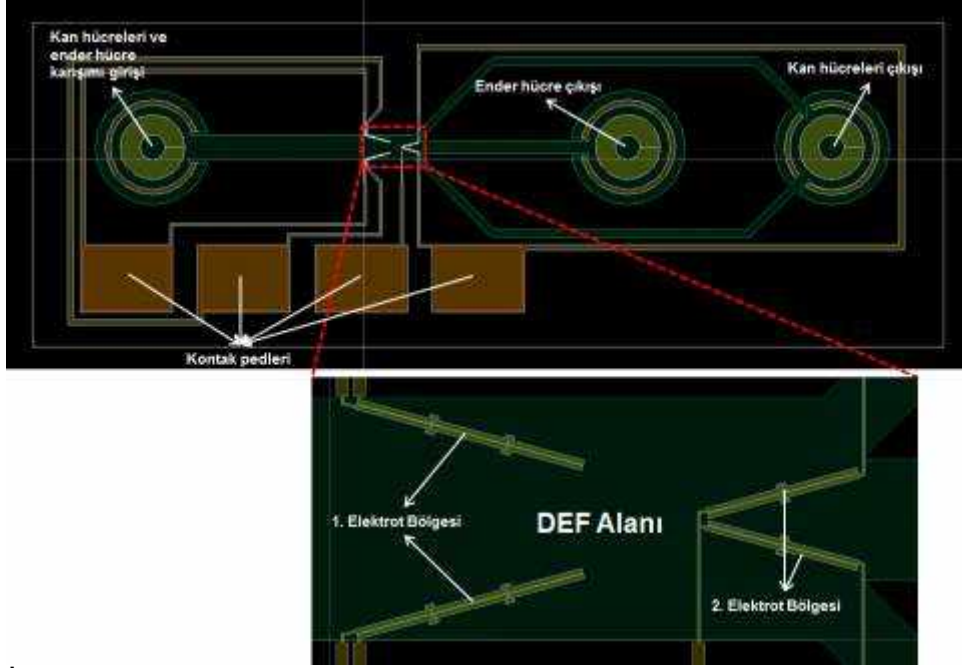 Kan hücreleri ve
ender hücre
karışımı girişi
Ender hücre çıkışı
Kan hücreleri çıkışı
Kontak pedleri
1. Elektrot Bölgesi
DEF Alanı
2. Elektrot Bölgesi